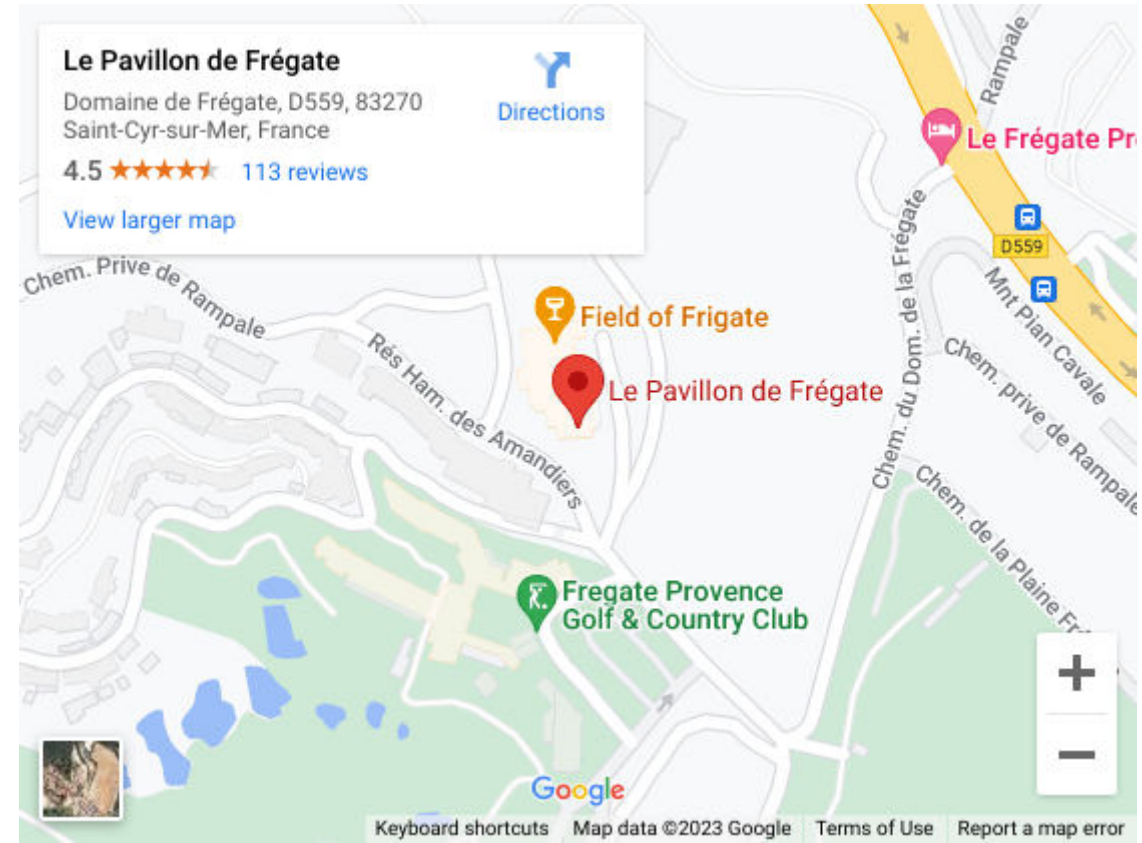 Le Pavillon de Frégate
Domaine de Frégate, D559, 83270
Saint-Cyr-sur-Mer, France
4.5
113 reviews
View larger map
Directions
Rampale
Le Frégate Pr
D559
Chem. Prive de Rampale
Field of Frigate
Chem. du Dom. de la Frégate
Mnt Plan Cavale
Rés Ham. des Amandiers
Le Pavillon de Frégate
Chem. prive de Rampale
Chem. de la Plaine Fr
Fregate Provence
Golf & Country Club
Google
Keyboard shortcuts
Map data ©2023 Google
Terms of Use
Report a map error